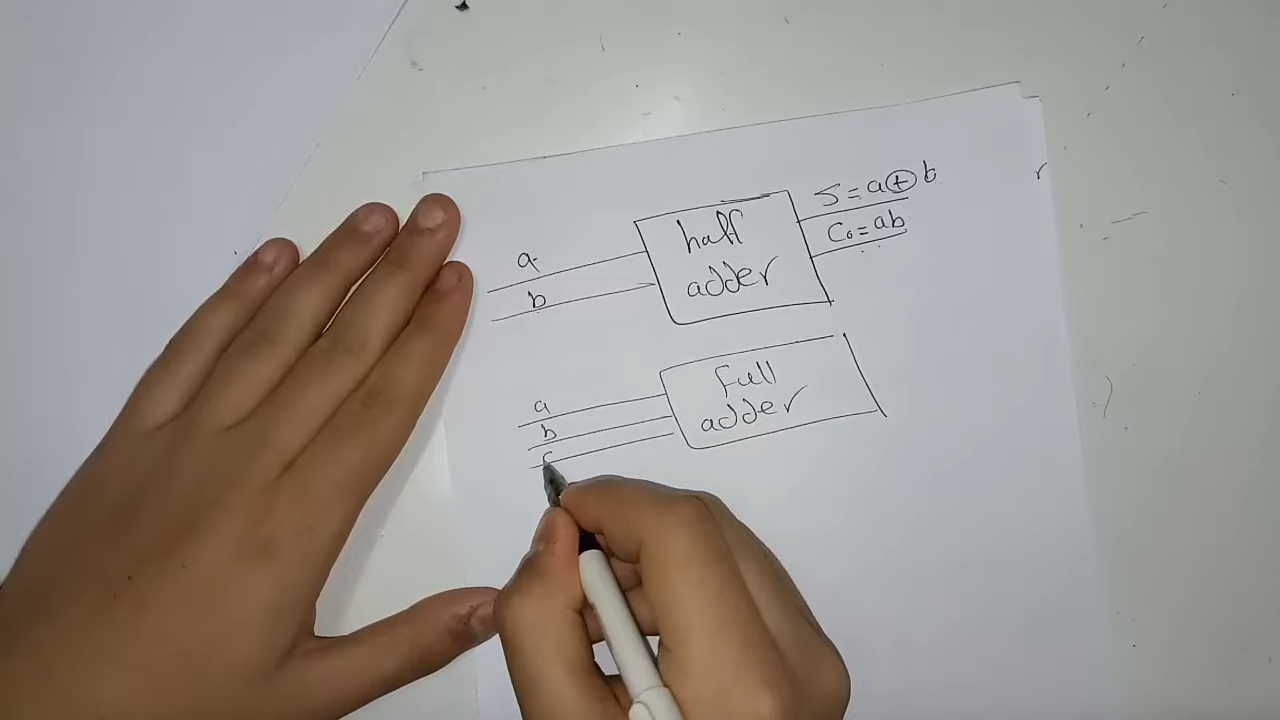 a
b
half
adder
S = a ⊕ b
C₀ = ab
a
b
c
full
adder